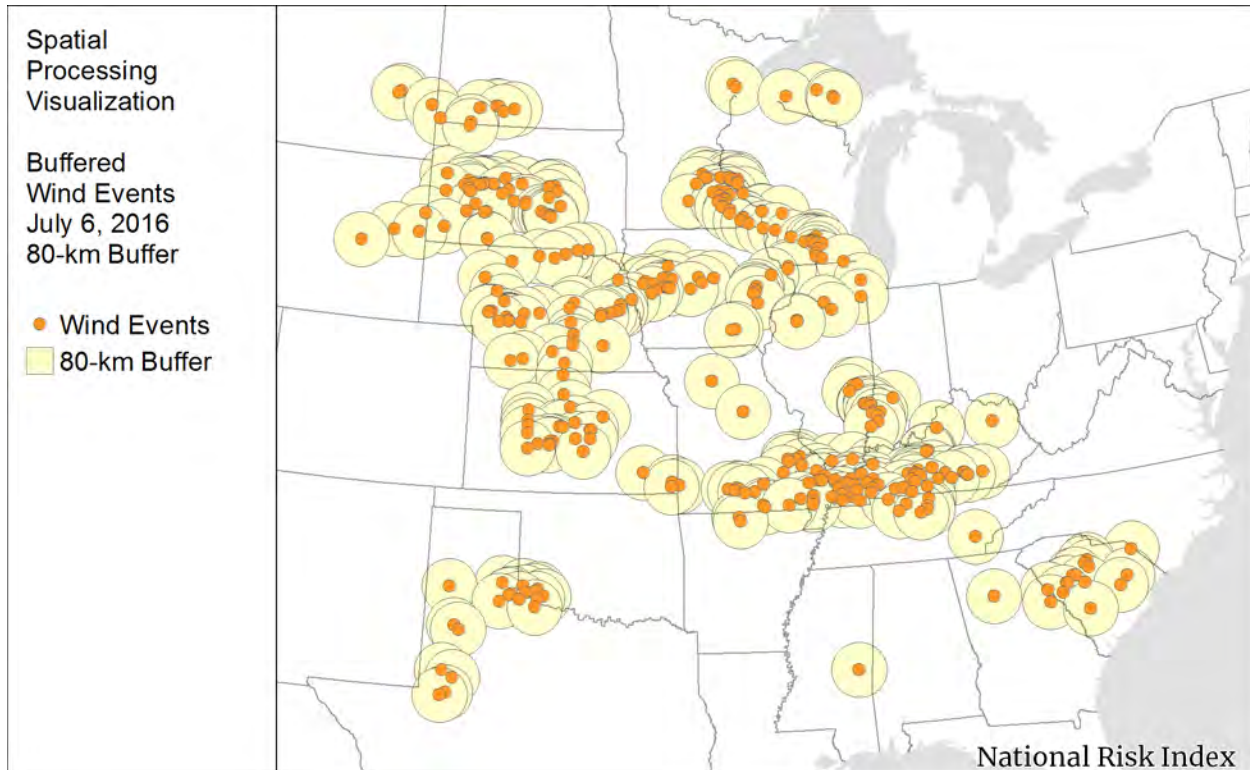 Spatial
Processing
Visualization
Buffered
Wind Events
July 6, 2016
80-km Buffer
Wind Events
80-km Buffer
National Risk Index